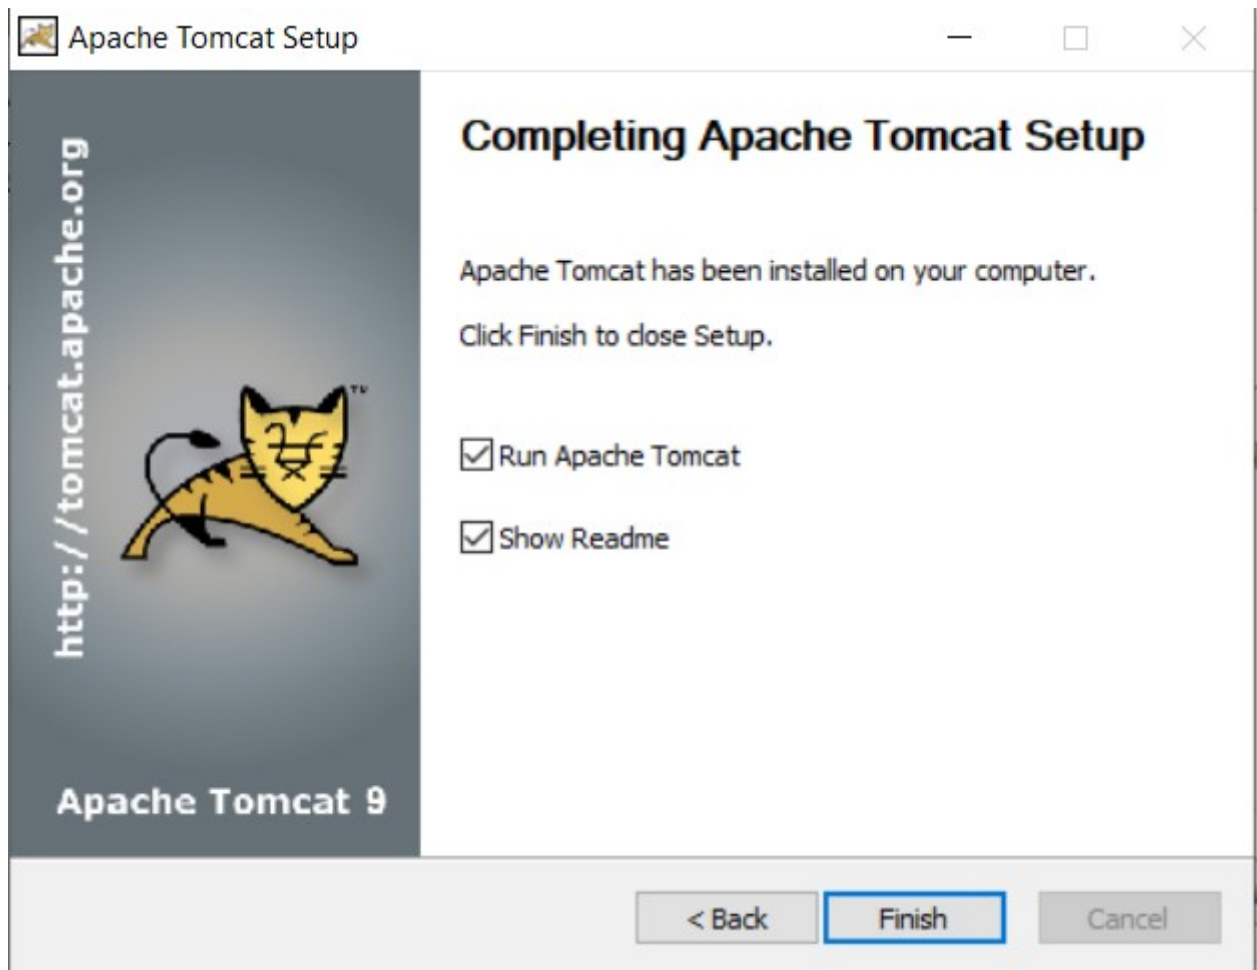 Apache Tomcat Setup
http://tomcat.apache.org
Apache Tomcat 9
Completing Apache Tomcat Setup
Apache Tomcat has been installed on your computer.
Click Finish to close Setup.
Run Apache Tomcat
Show Readme
< Back
Finish
Cancel
TM